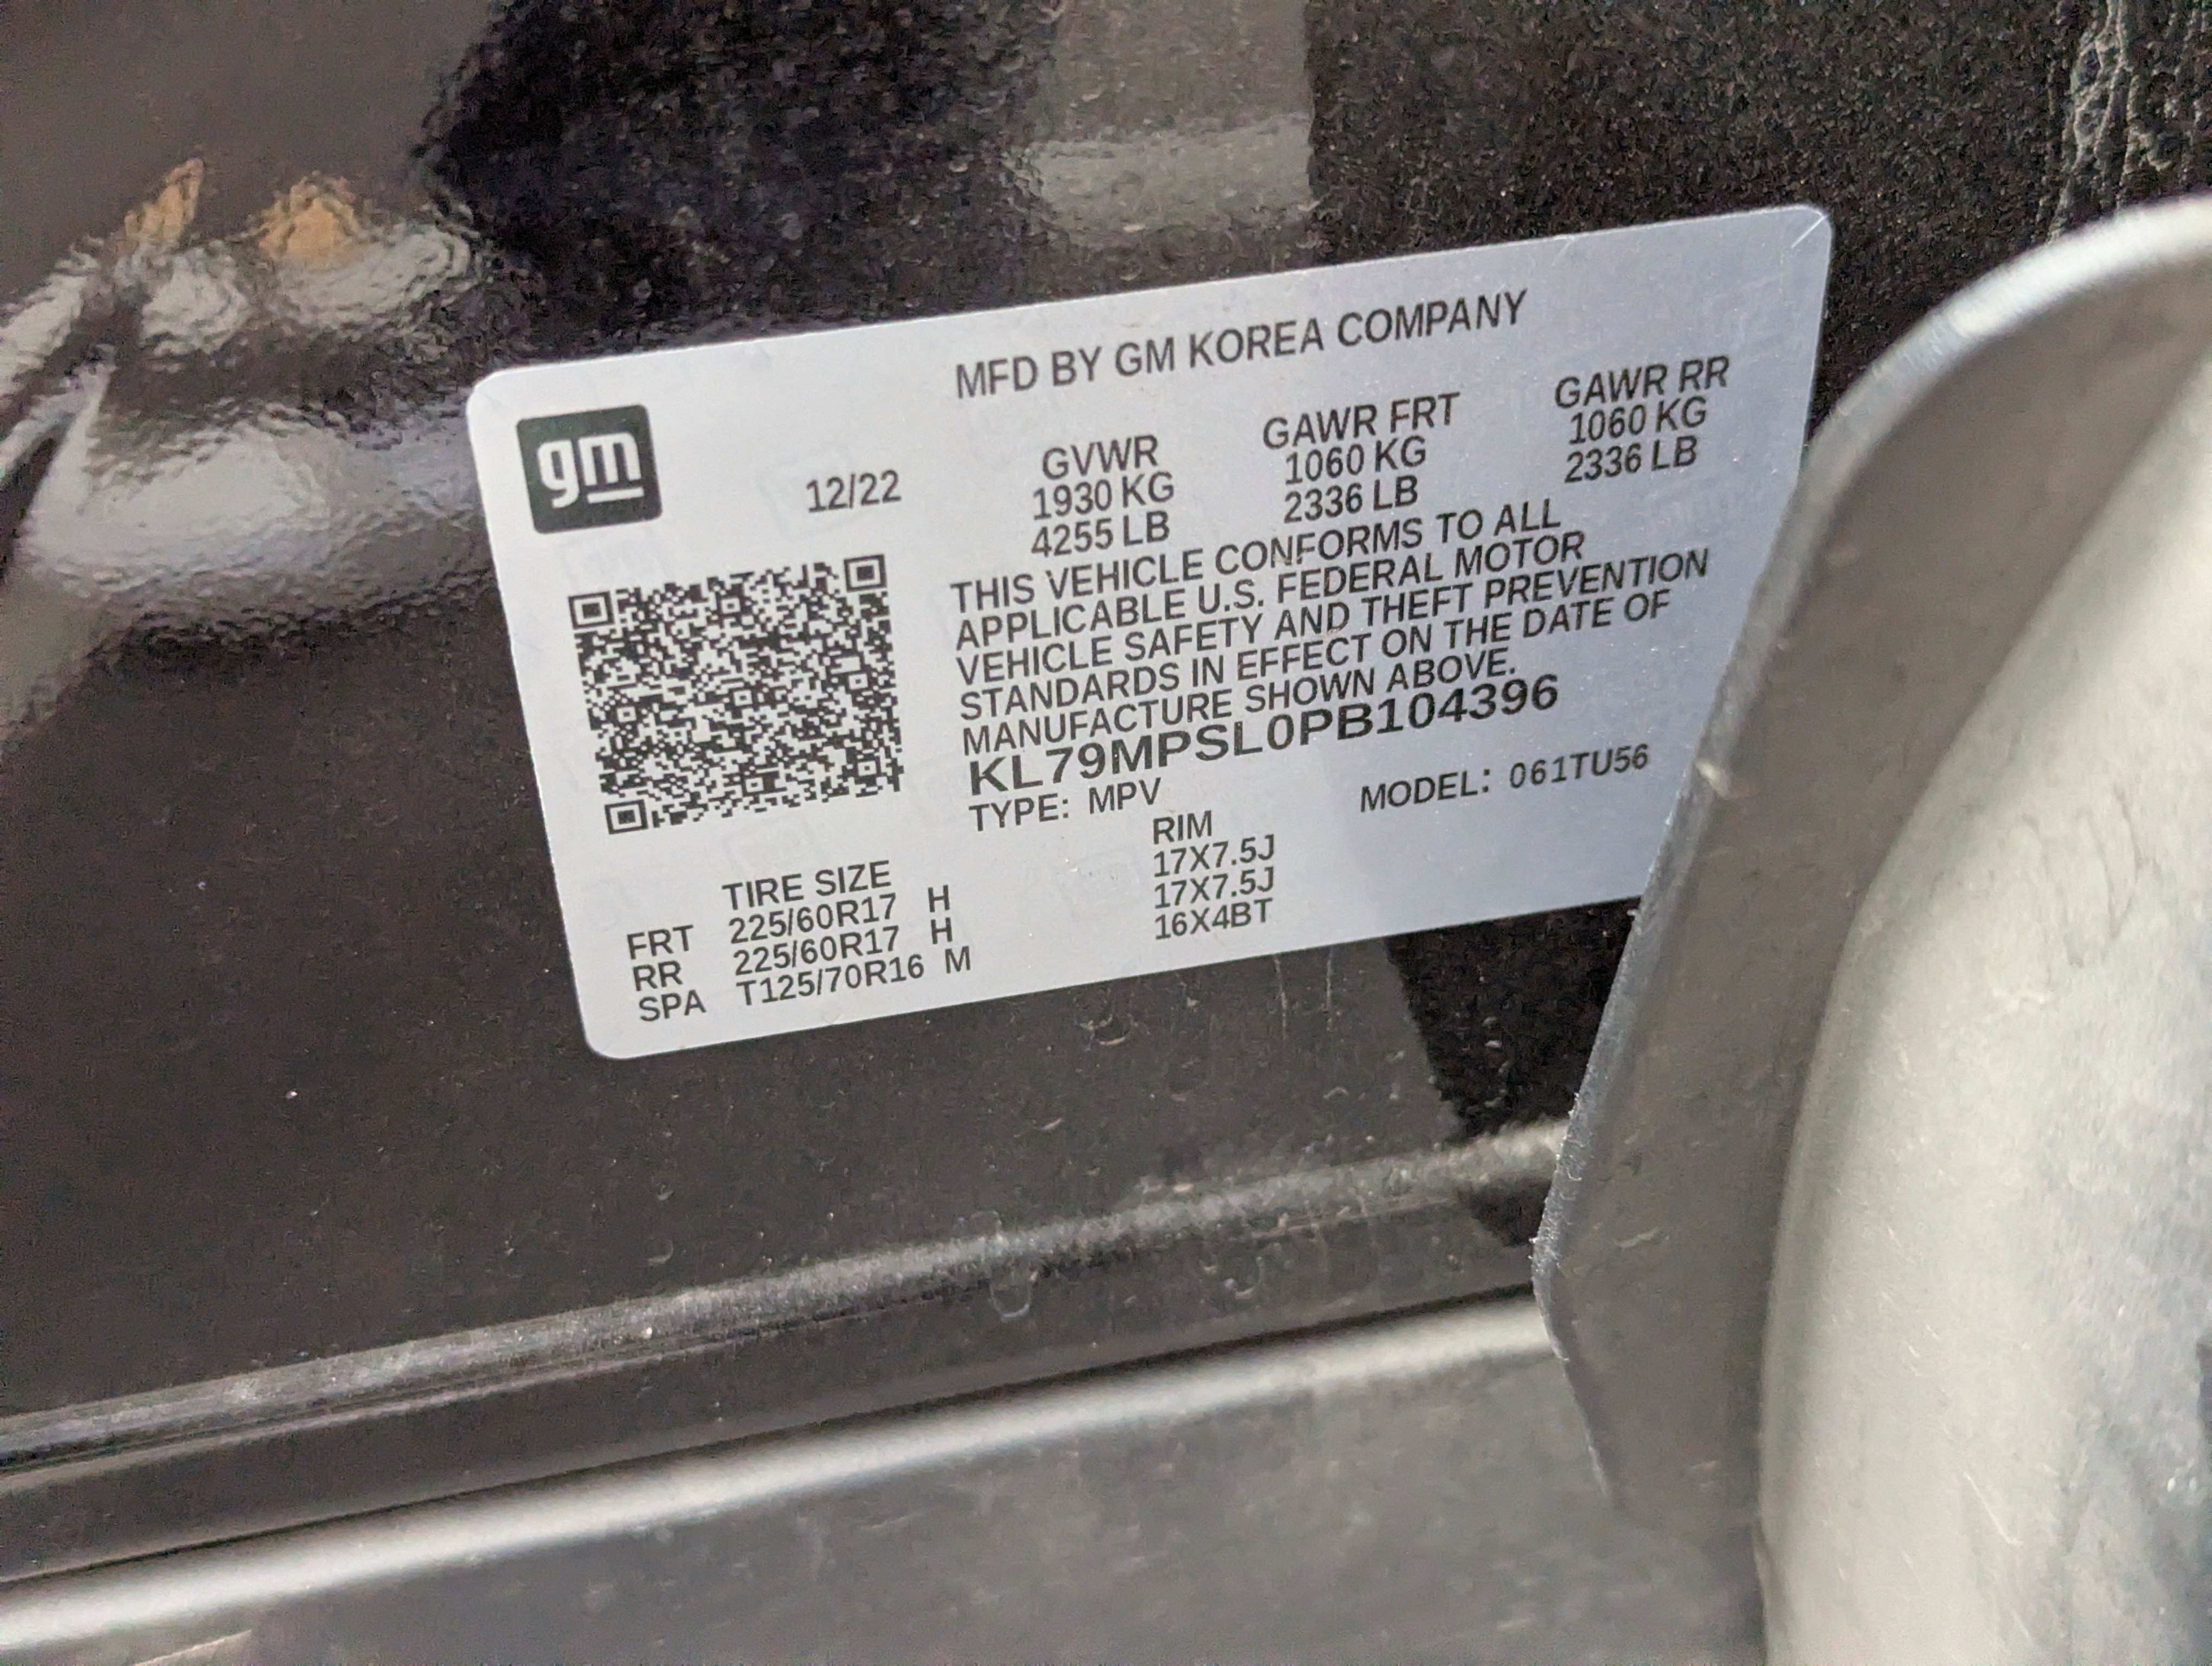 MFD BY GM KOREA COMPANY
gm
12/22
GVWR GAWR FRT GAWR RR
1930 KG 1060 KG 1060 KG
4255 LB 2336 LB 2336 LB
THIS VEHICLE CONFORMS TO ALL
APPLICABLE U.S. FEDERAL MOTOR
VEHICLE SAFETY AND THEFT PREVENTION
STANDARDS IN EFFECT ON THE DATE OF
MANUFACTURE SHOWN ABOVE.
KL79MPSL0PB104396
TYPE: MPV MODEL: 061TU56
TIRE SIZE RIM
FRT 225/60R17 H 17X7.5J
RR 225/60R17 H 17X7.5J
SPA T125/70R16 M 16X4BT